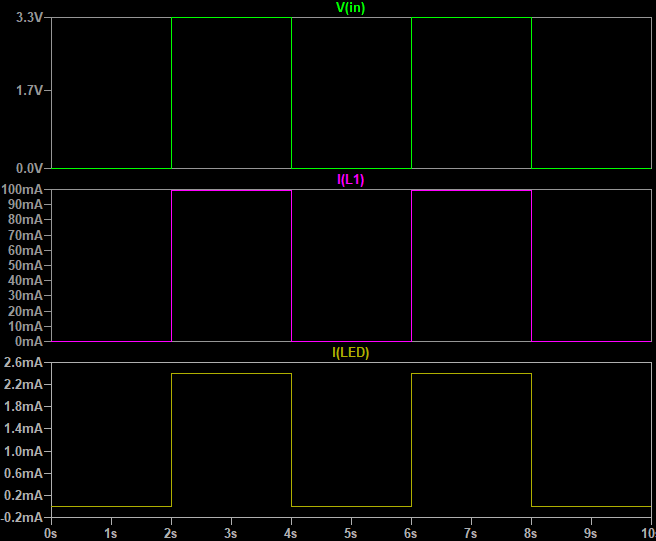 V(in)
3.3V
1.7V
0.0V
I(L1)
100mA
90mA
80mA
70mA
60mA
50mA
40mA
30mA
20mA
10mA
0mA
I(LED)
2.6mA
2.2mA
1.8mA
1.4mA
1.0mA
0.6mA
0.2mA
-0.2mA
0s 1s 2s 3s 4s 5s 6s 7s 8s 9s 10